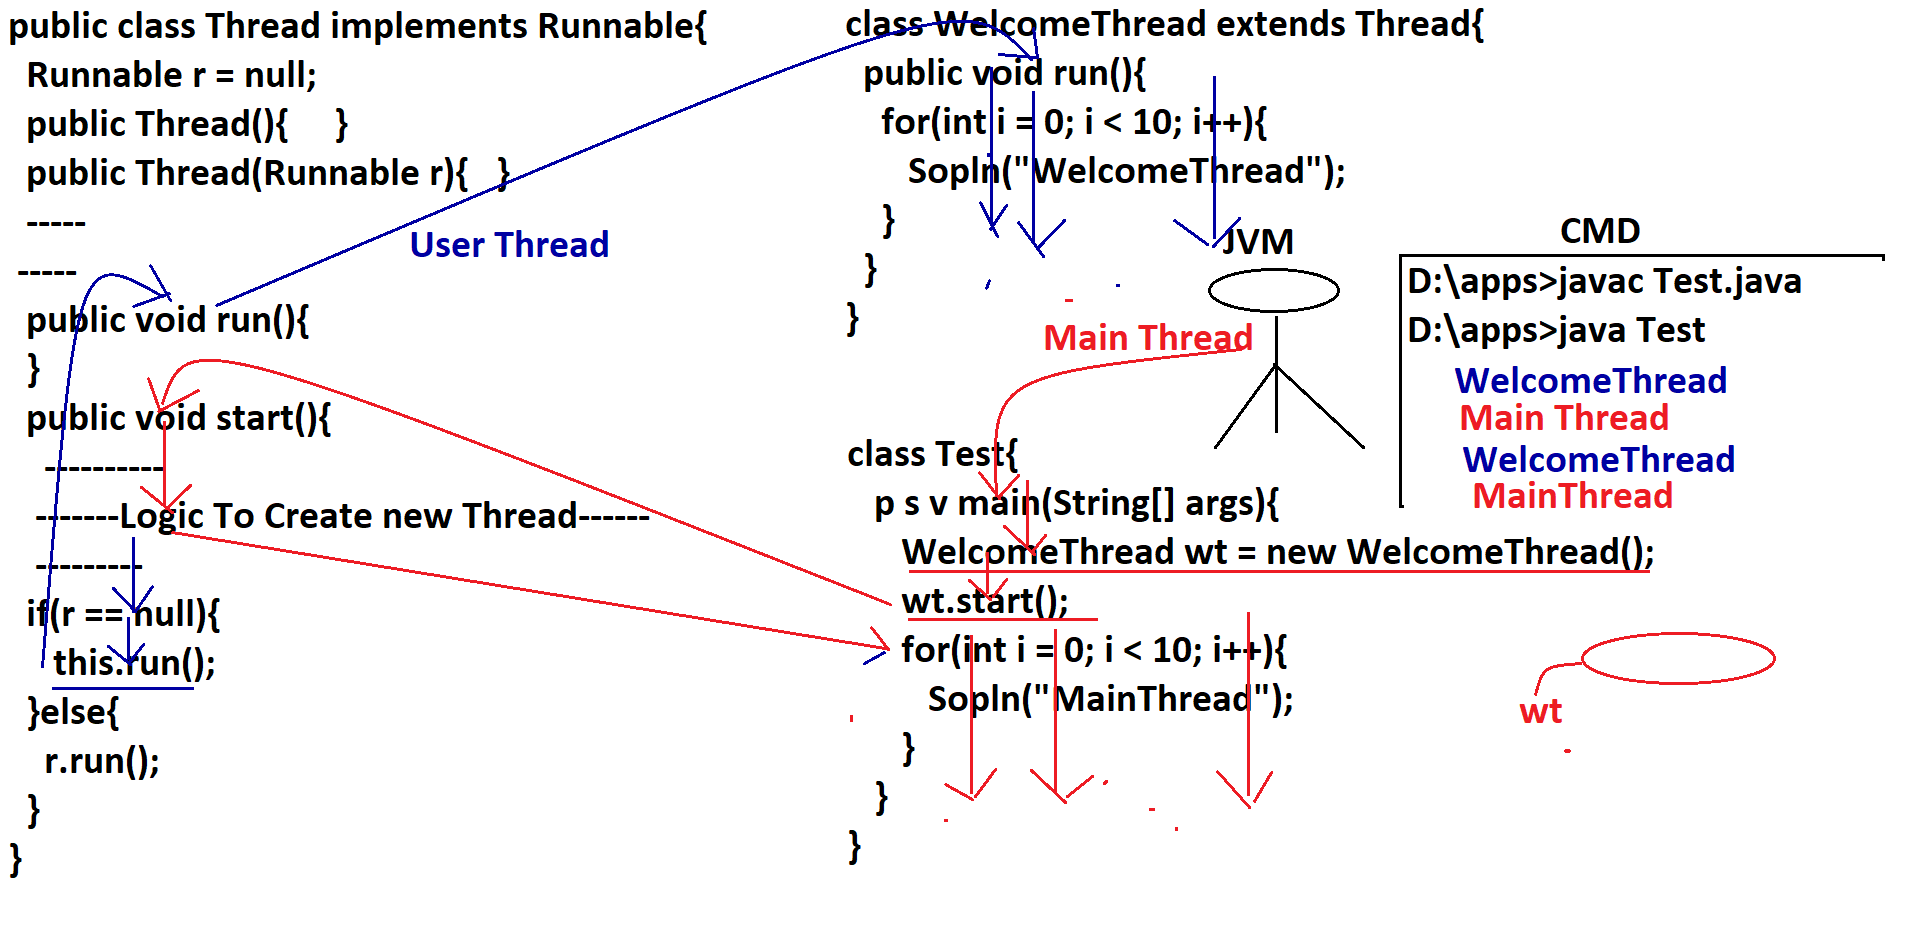 public class Thread implements Runnable{
Runnable r = null;
public Thread(){ }
public Thread(Runnable r){ }
-----
-----
User Thread
public void run(){
}
public void start(){
----------
-------Logic To Create new Thread------
---------
if(r == null){
this.run();
}else{
r.run();
}
}
class WelcomeThread extends Thread{
public void run(){
for(int i = 0; i < 10; i++){
Sopln("WelcomeThread");
}
}
}
JVM
Main Thread
class Test{
p s v main(String[] args){
WelcomeThread wt = new WelcomeThread();
wt.start();
for(int i = 0; i < 10; i++){
Sopln("MainThread");
}
}
}
CMD
D:\apps>javac Test.java
D:\apps>java Test
WelcomeThread
Main Thread
WelcomeThread
MainThread
wt